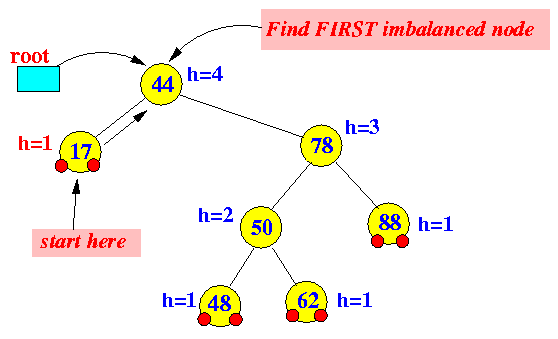 Find FIRST imbalanced node
root
44
h=4
h=1
17
78
h=3
start here
h=2
50
88
h=1
h=1
48
62
h=1